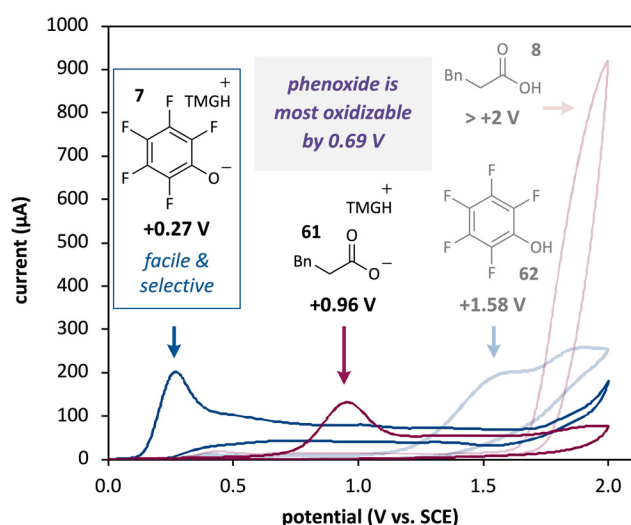 1000
900
800
700
600
500
400
300
200
100
0
0.0
0.5
1.0
1.5
2.0
current (µA)
potential (V vs. SCE)
7
+
TMGH
F
F
F
F
F
O
−
+0.27 V
facile &
selective
phenoxide is
most oxidizable
by 0.69 V
+
TMGH
61
O
Bn
O
−
+0.96 V
O
8
Bn
OH
> +2 V
F
F
F
F
OH
F
62
+1.58 V